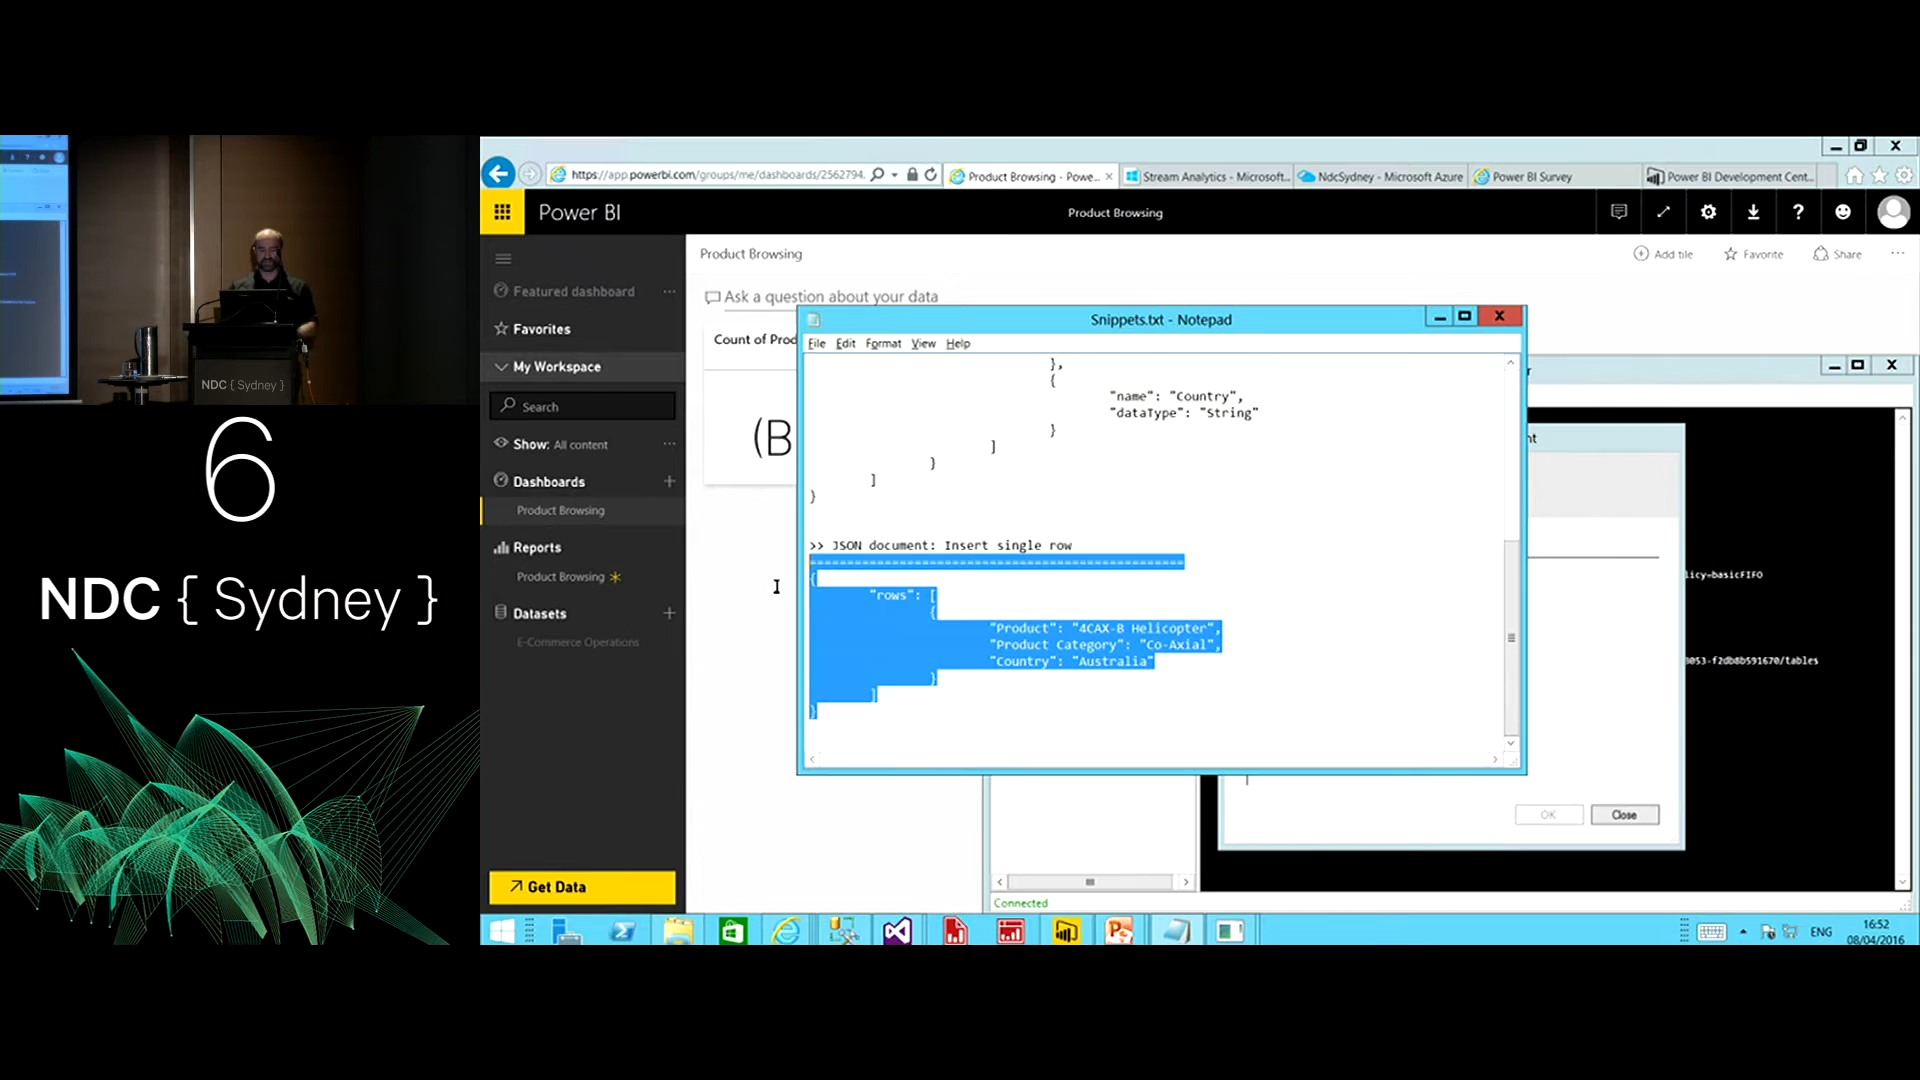 NDC { Sydney }
6
NDC { Sydney }
https://app.powerbi.com/groups/me/dashboards/2562794.
Product Browsing - Powe...
Stream Analytics - Microsoft...
NdcSydney - Microsoft Azure
Power BI Survey
Power BI Development Cent...
Power BI
Product Browsing
Product Browsing
Add tile
Favorite
Share
Featured dashboard
Favorites
My Workspace
Search
Show: All content
Dashboards
Product Browsing
Reports
Product Browsing
Datasets
E-Commerce Operations
Get Data
Ask a question about your data
Count of Prod
(B
Snippets.txt - Notepad
File Edit Format View Help
},
{
"name": "Country",
"dataType": "String"
}
]
}
]
}
>> JSON document: Insert single row
==================================================
{
"rows": [
{
"Product": "4CAX-B Helicopter",
"Product Category": "Co-Axial",
"Country": "Australia"
}
]
}
r
nt
licy=basicFIFO
8053-f2db8b591670/tables
OK
Close
Connected
ENG
16:52
08/04/2016